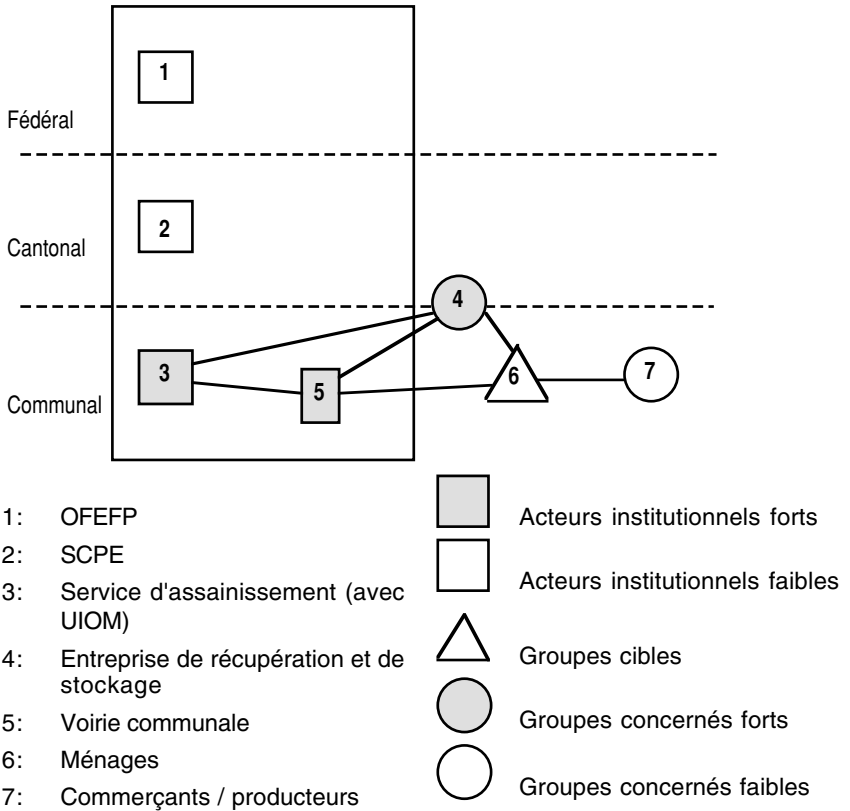 1
Fédéral
2
Cantonal
4
3
5
6
7
Communal
1: OFEFP
2: SCPE
3: Service d'assainissement (avec
UIOM)
4: Entreprise de récupération et de
stockage
5: Voirie communale
6: Ménages
7: Commerçants / producteurs
Acteurs institutionnels forts
Acteurs institutionnels faibles
Groupes cibles
Groupes concernés forts
Groupes concernés faibles